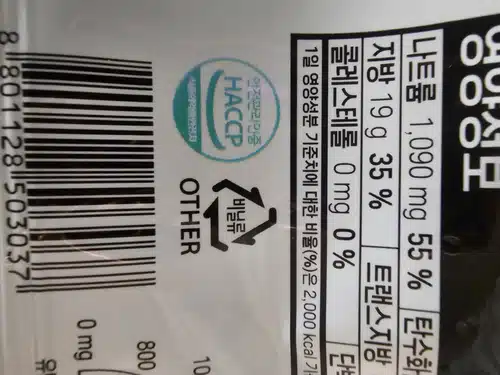 영양정보
나트륨 1,090 mg 55 % 탄수화
지방 19 g 35 % 트랜스지방
콜레스테롤 0 mg 0 % 단백
1일 영양성분 기준치에 대한 비율(%)은 2,000 kcal 기
안전관리인증
HACCP
비닐류
OTHER
10
800
0 mg
8 801128 503037